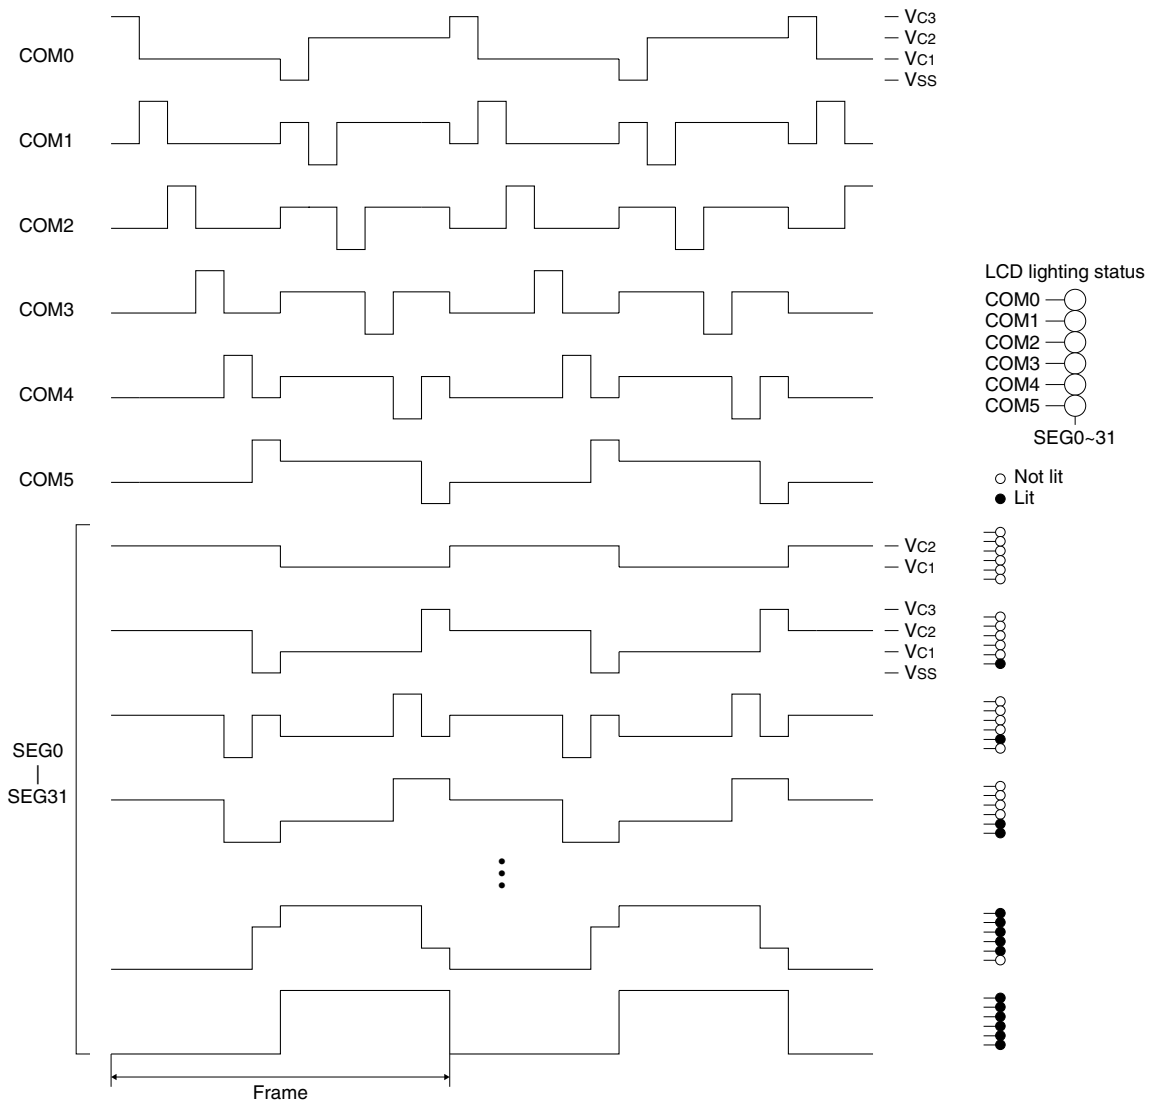 COM0
VC3
VC2
VC1
VSS
COM1
COM2
COM3
COM4
COM5
LCD lighting status
COM0
COM1
COM2
COM3
COM4
COM5
SEG0~31
Not lit
Lit
VC2
VC1
VC3
VC2
VC1
VSS
SEG0
SEG31
Frame